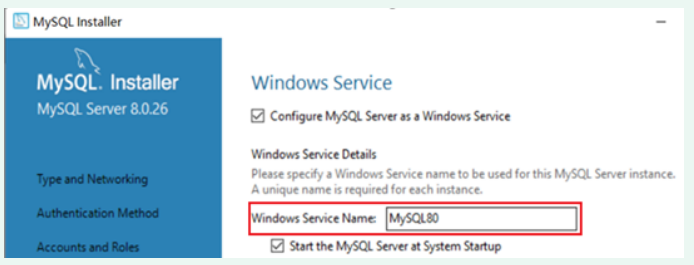 MySQL Installer
MySQL. Installer
MySQL Server 8.0.26
Type and Networking
Authentication Method
Accounts and Roles
Windows Service
Configure MySQL Server as a Windows Service
Windows Service Details
Please specify a Windows Service name to be used for this MySQL Server instance.
A unique name is required for each instance.
Windows Service Name: MySQL80
Start the MySQL Server at System Startup